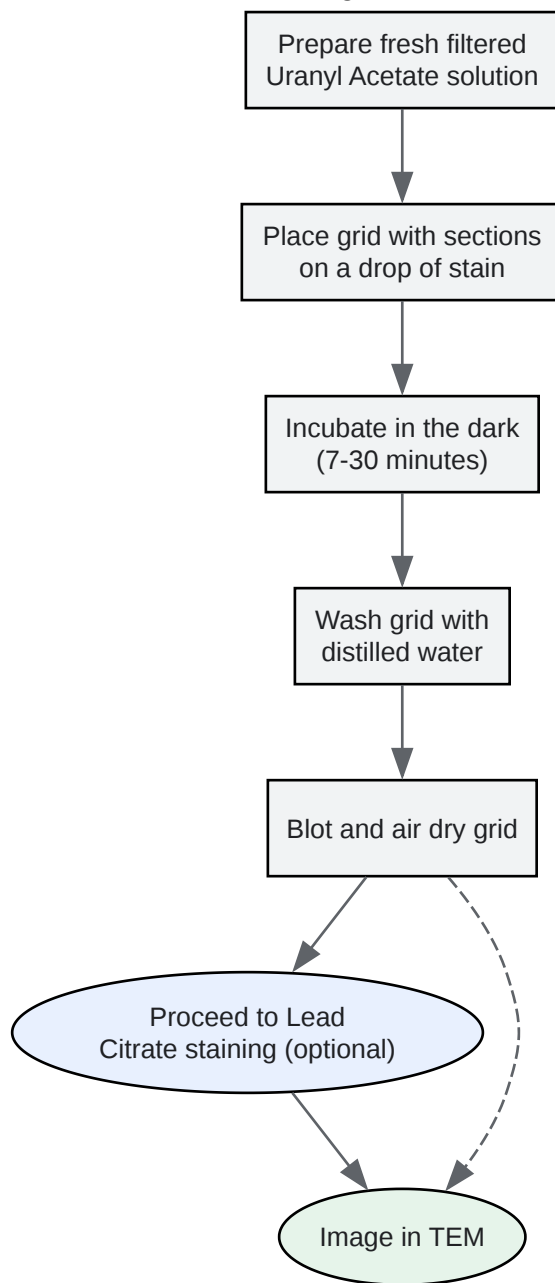 Prepare fresh filtered
Uranyl Acetate solution
Place grid with sections
on a drop of stain
Incubate in the dark
(7-30 minutes)
Wash grid with
distilled water
Blot and air dry grid
Proceed to Lead
Citrate staining (optional)
Image in TEM